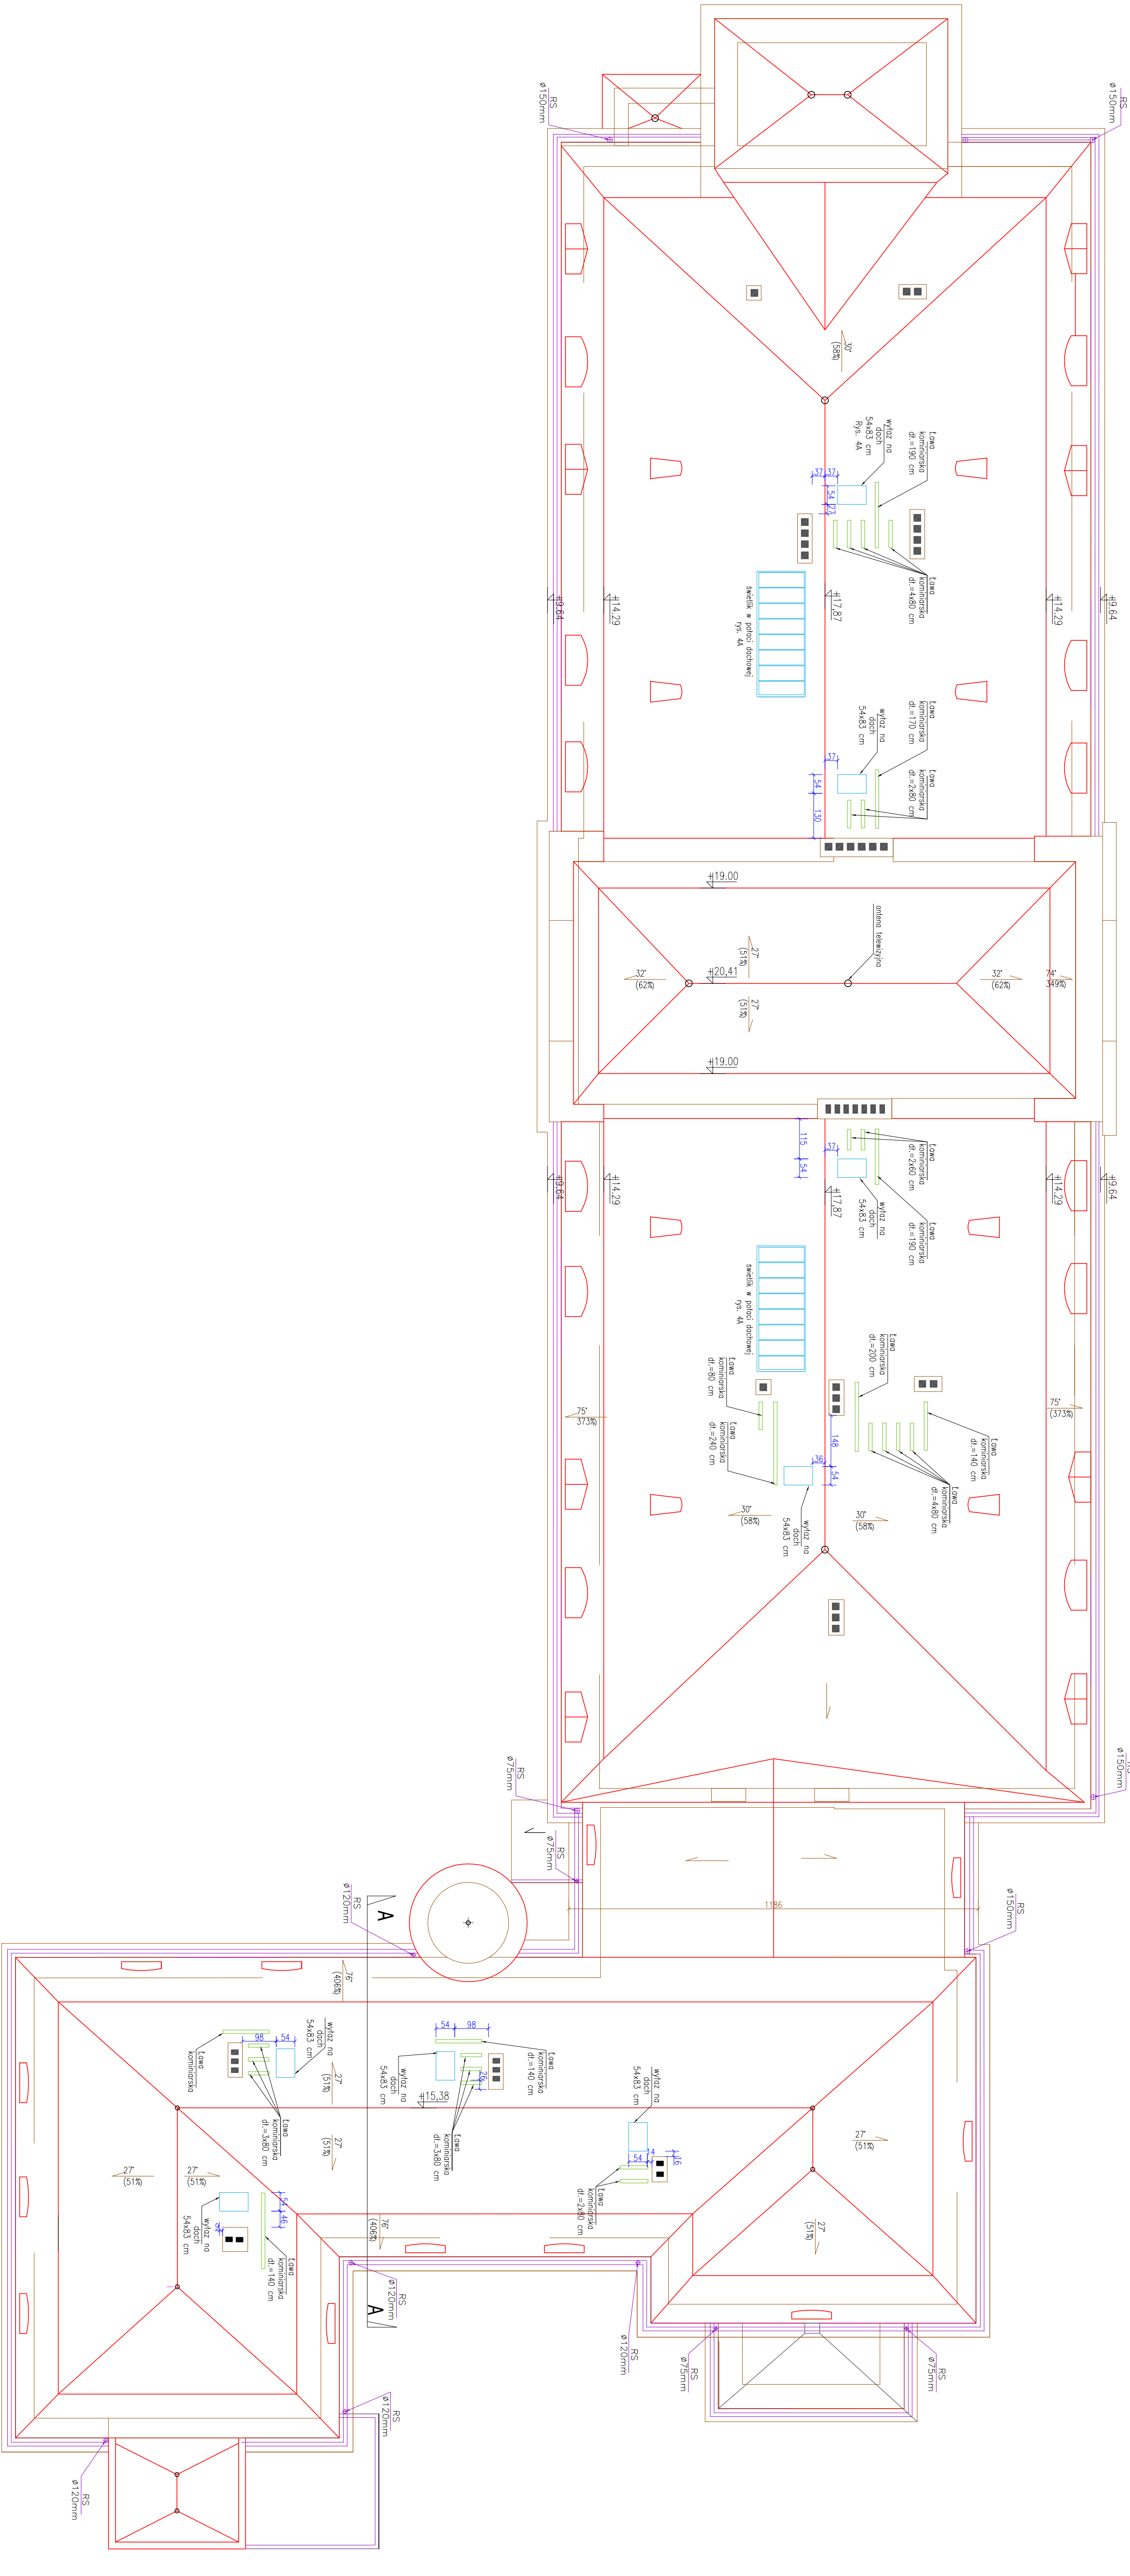 RS
ø150mm
RS
ø150mm
30°
(58%)
wyłaz na
dach
54x83 cm
Rys. 4A
Ława
kominiarska
dł.=190 cm
37
37
54
27
Ława
kominiarska
dł.=4x80 cm
świetlik w połaci dachowej
rys. 4A
+9.64
+14.29
+17,87
+14.29
+9.64
wyłaz na
dach
54x83 cm
Ława
kominiarska
dł.=170 cm
Ława
kominiarska
dł.=2x80 cm
37
54
130
+19.00
antena telewizyjna
27°
(51%)
32°
(62%)
+20,41
32°
(62%)
74°
349%)
27°
(51%)
+19.00
115
37
54
Ława
kominiarska
dł.=2x60 cm
+9.64
+14.29
+17,87
wyłaz na
dach
54x83 cm
Ława
kominiarska
dł.=190 cm
+14.29
+9.64
świetlik w połaci dachowej
rys. 4A
Ława
kominiarska
dł.=80 cm
Ława
kominiarska
dł.=200 cm
75°
373%)
75°
(373%)
Ława
kominiarska
dł.=240 cm
148
36
54
Ława
kominiarska
dł.=140 cm
Ława
kominiarska
dł.=4x80 cm
30°
(58%)
wyłaz na
dach
54x83 cm
30°
(58%)
RS
ø75mm
ø150mm
RS
ø75mm
RS
ø120mm
A
1186
RS
ø150mm
76°
(406%)
98
54
wyłaz na
dach
54x83 cm
54
98
Ława
kominiarska
dł.=140 cm
Ława
kominiarska
27°
(51%)
wyłaz na
dach
54x83 cm
26
wyłaz na
dach
54x83 cm
+15,38
Ława
kominiarska
dł.=3x80 cm
27°
(51%)
Ława
kominiarska
dł.=3x80 cm
54
14
16
27°
(51%)
27°
(51%)
27°
(51%)
Ława
kominiarska
dł.=2x80 cm
54
46
wyłaz na
dach
54x83 cm
76°
(406%)
27°
(51%)
Ława
kominiarska
dł.=140 cm
RS
ø120mm
A
RS
ø120mm
RS
ø75mm
RS
ø75mm
RS
ø120mm
RS
ø120mm